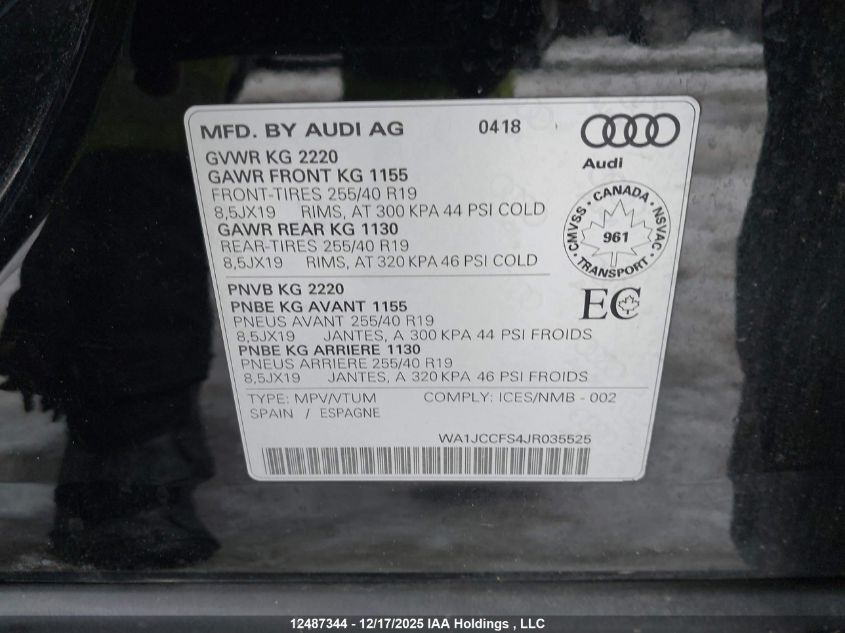 MFD. BY AUDI AG 0418
Audi
GVWR KG 2220
GAWR FRONT KG 1155
FRONT-TIRES 255/40 R19
8,5JX19 RIMS, AT 300 KPA 44 PSI COLD
GAWR REAR KG 1130
REAR-TIRES 255/40 R19
8,5JX19 RIMS, AT 320 KPA 46 PSI COLD
CMVSS • CANADA • NSVAC • TRANSPORT •
961
PNVB KG 2220
PNBE KG AVANT 1155
PNEUS AVANT 255/40 R19
8,5JX19 JANTES, A 300 KPA 44 PSI FROIDS
PNBE KG ARRIERE 1130
PNEUS ARRIERE 255/40 R19
8,5JX19 JANTES, A 320 KPA 46 PSI FROIDS
EC
TYPE: MPV/VTUM COMPLY: ICES/NMB - 002
SPAIN / ESPAGNE
WA1JCCFS4JR035525
12487344 - 12/17/2025 IAA Holdings , LLC